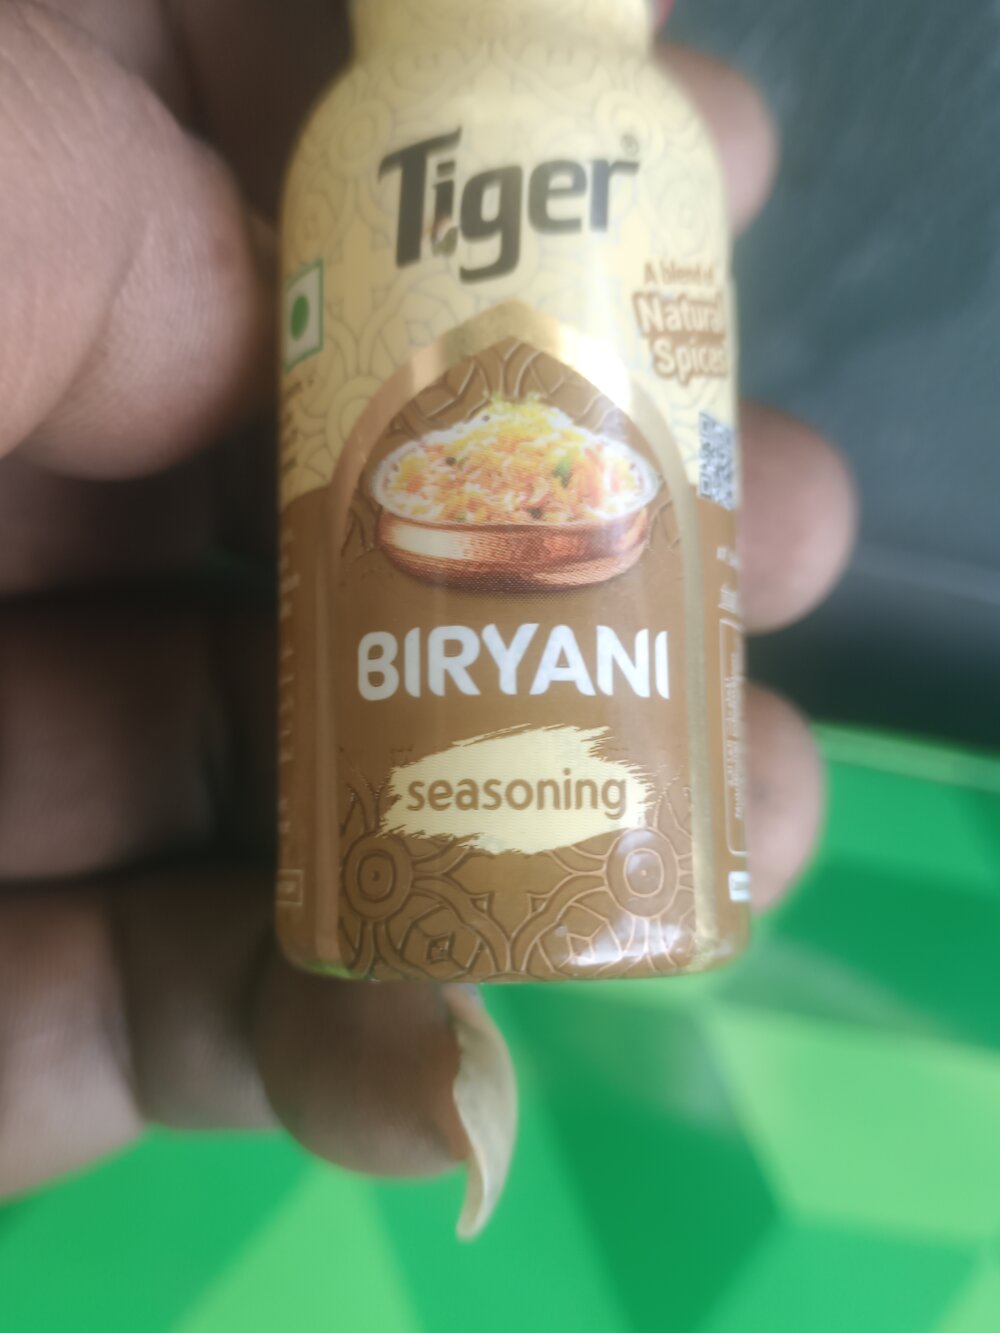 Tiger®
A blend of
Natural
Spices
BIRYANI
seasoning